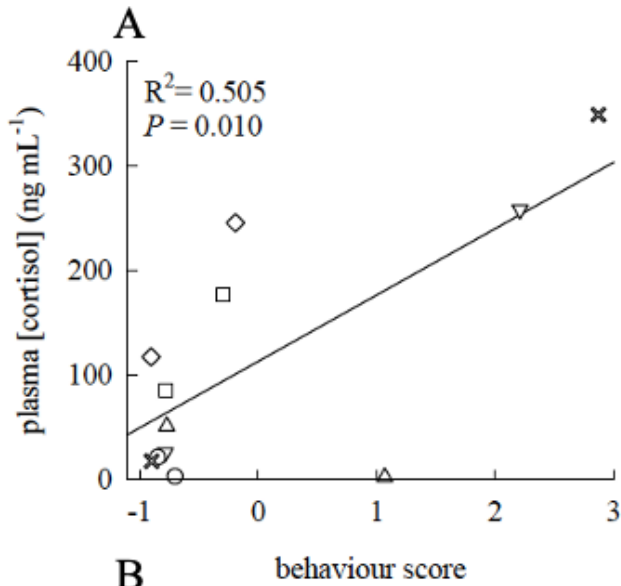 A
400
R²= 0.505
P = 0.010
300
200
100
0
plasma [cortisol] (ng mL⁻¹)
-1 0 1 2 3
behaviour score
B